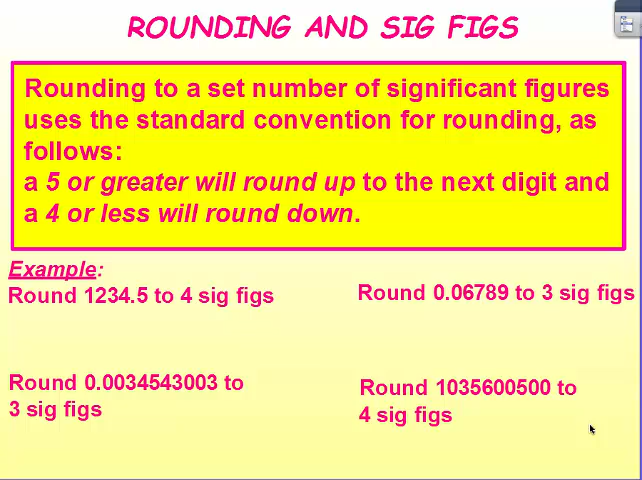 ROUNDING AND SIG FIGS
Rounding to a set number of significant figures
uses the standard convention for rounding, as
follows:
a 5 or greater will round up to the next digit and
a 4 or less will round down.
Example:
Round 1234.5 to 4 sig figs
Round 0.06789 to 3 sig figs
Round 0.0034543003 to
3 sig figs
Round 1035600500 to
4 sig figs